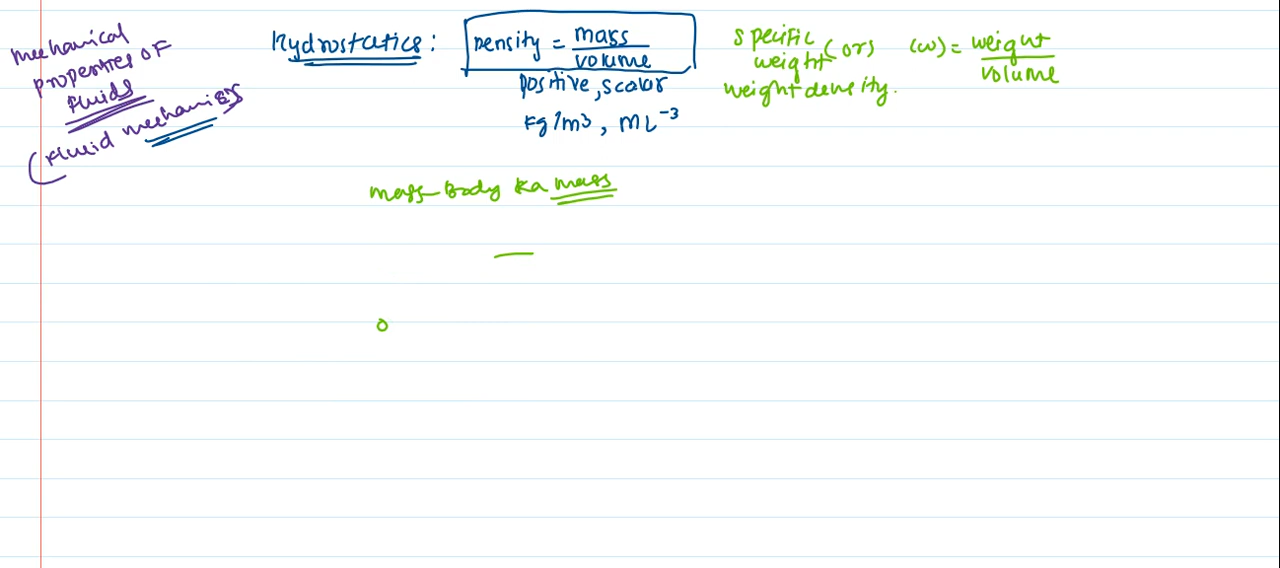 mechanical
properties of
Fluids
(Fluid mechanics
Hydrostatics: Density = mass / volume
positive, scalar
kg/m3, ML⁻³
specific
weight (or)
weight density.
(w) = weight / volume
mass - Body ka mass